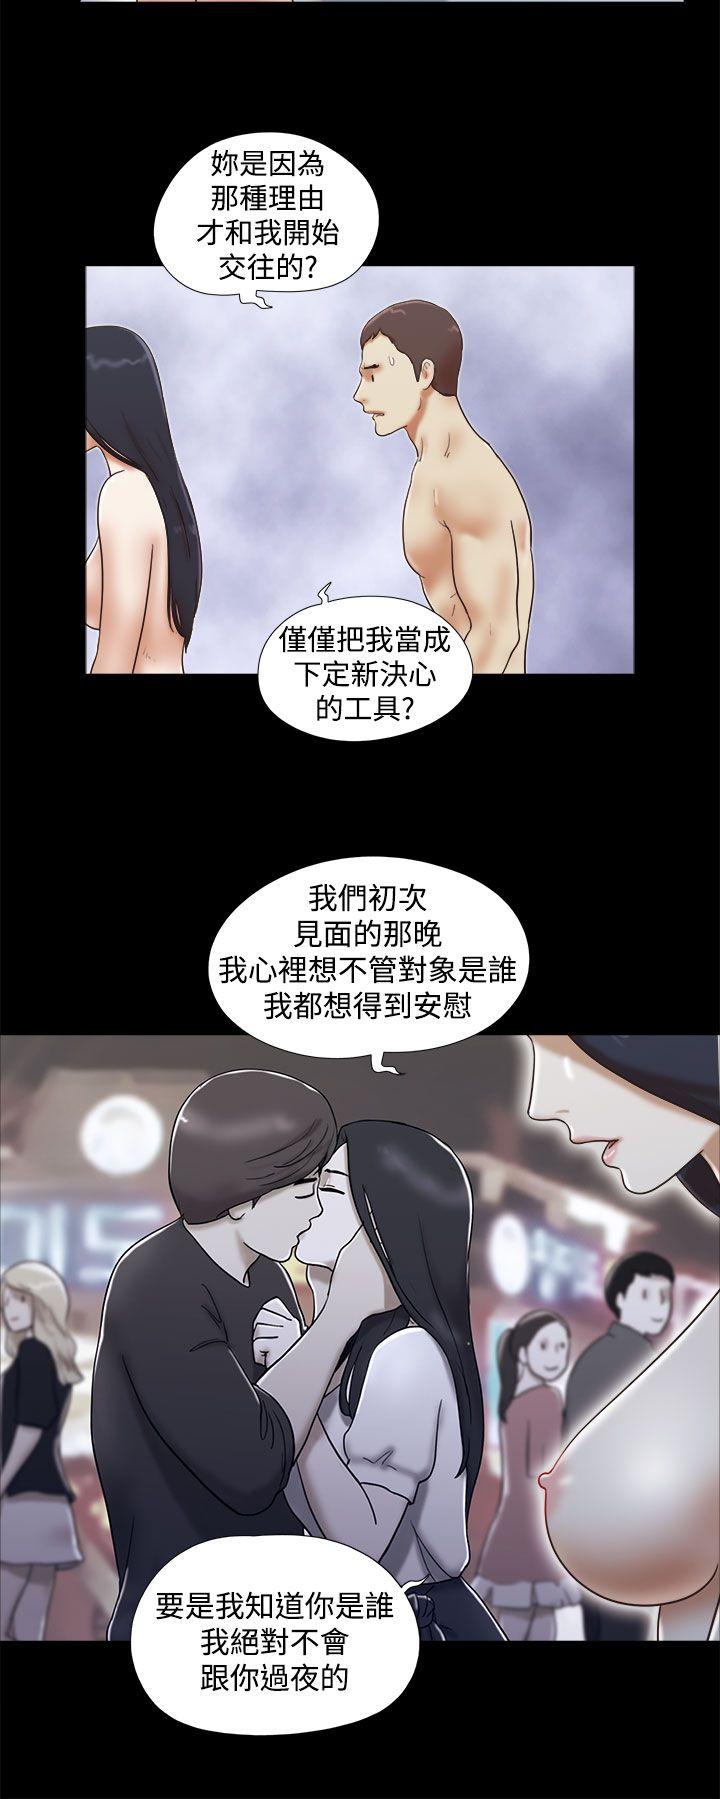 妳是因為
那種理由
才和我開始
交往的?
僅僅把我當成
下定新決心
的工具?
我們初次
見面的那晚
我心裡想不管對象是誰
我都想得到安慰
要是我知道你是誰
我絕對不會
跟你過夜的